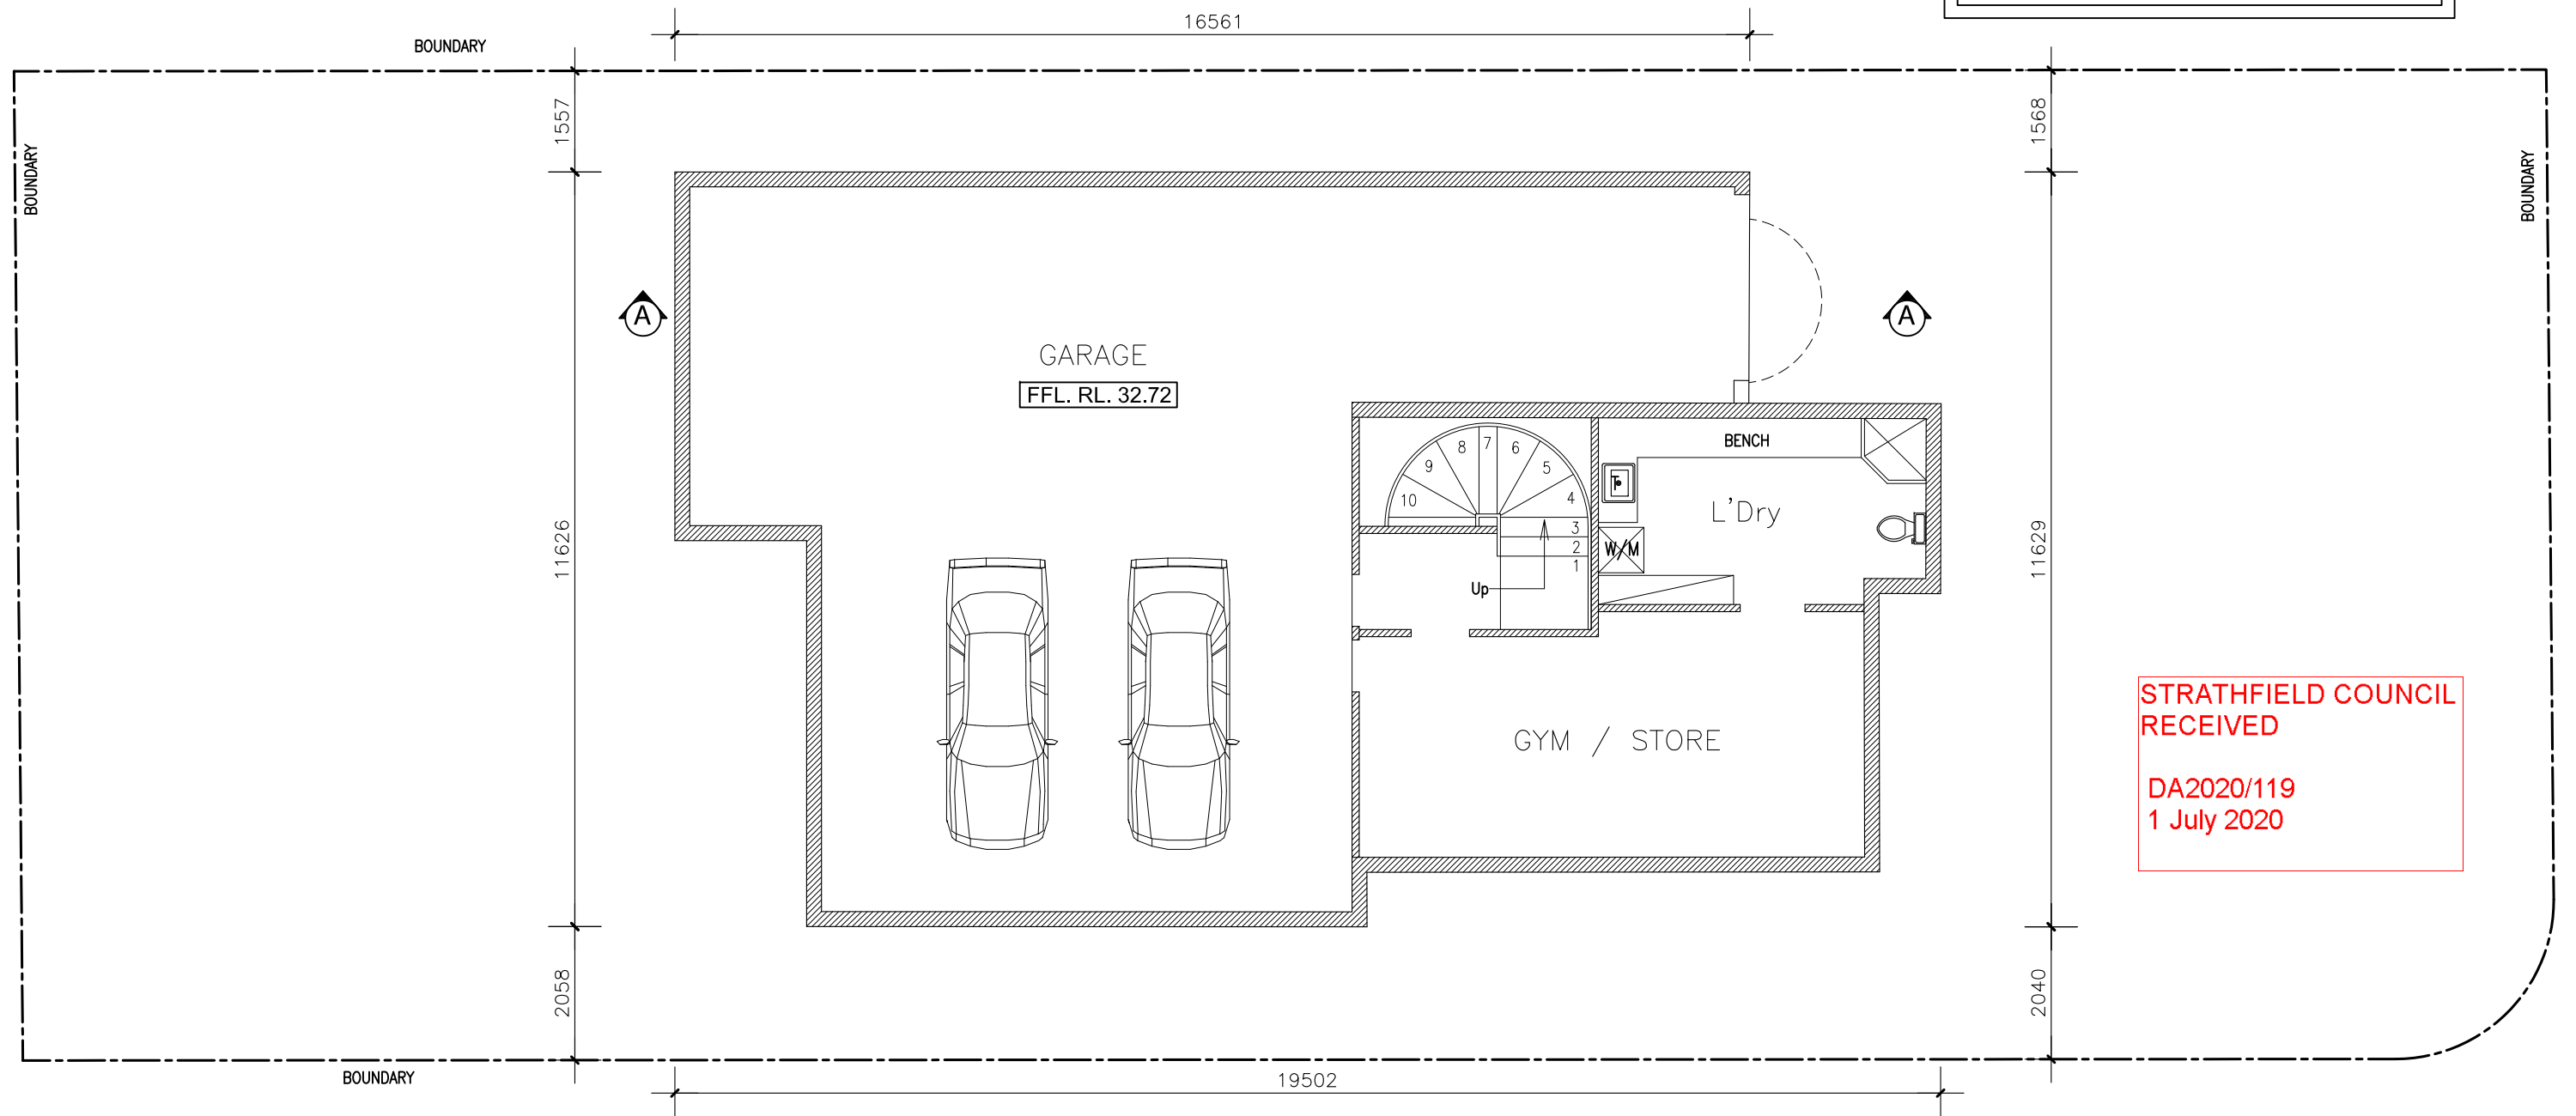 16561
BOUNDARY
1557
1568
BOUNDARY
BOUNDARY
A
A
GARAGE
FFL. RL. 32.72
BENCH
10
9
8
7
6
5
4
3
2
1
Up
T
L'Dry
W/M
11626
11629
GYM / STORE
STRATHFIELD COUNCIL
RECEIVED
DA2020/119
1 July 2020
2058
2040
BOUNDARY
19502